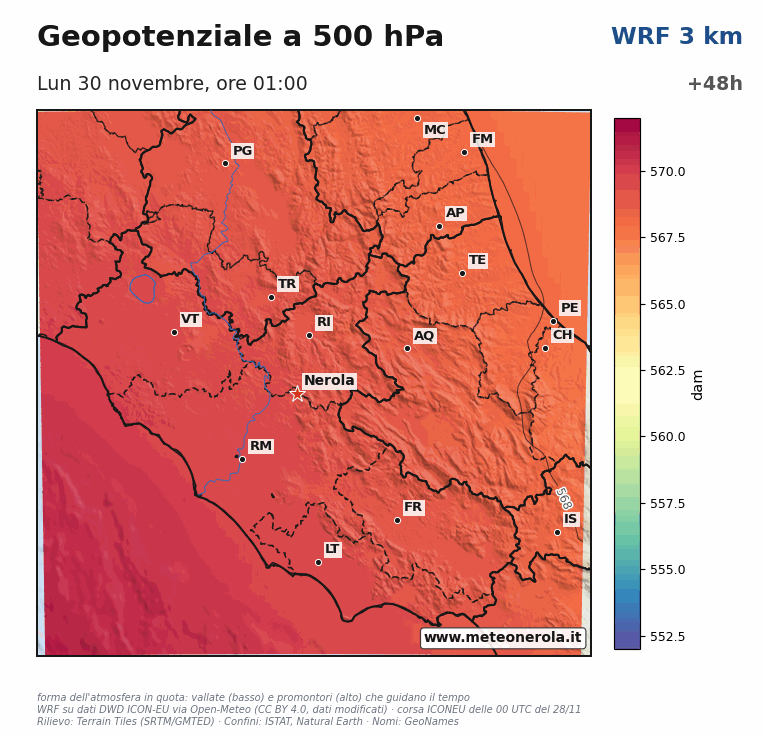 Geopotenziale a 500 hPa
WRF 3 km
Lun 30 novembre, ore 01:00
+48h
MC
FM
PG
AP
TE
TR
PE
VT
RI
CH
AQ
Nerola
RM
568
FR
IS
LT
www.meteonerola.it
570.0
567.5
565.0
562.5
560.0
557.5
555.0
552.5
dam
forma dell'atmosfera in quota: vallate (basso) e promontori (alto) che guidano il tempo
WRF su dati DWD ICON-EU via Open-Meteo (CC BY 4.0, dati modificati) · corsa ICONEU delle 00 UTC del 28/11
Rilievo: Terrain Tiles (SRTM/GMTED) · Confini: ISTAT, Natural Earth · Nomi: GeoNames